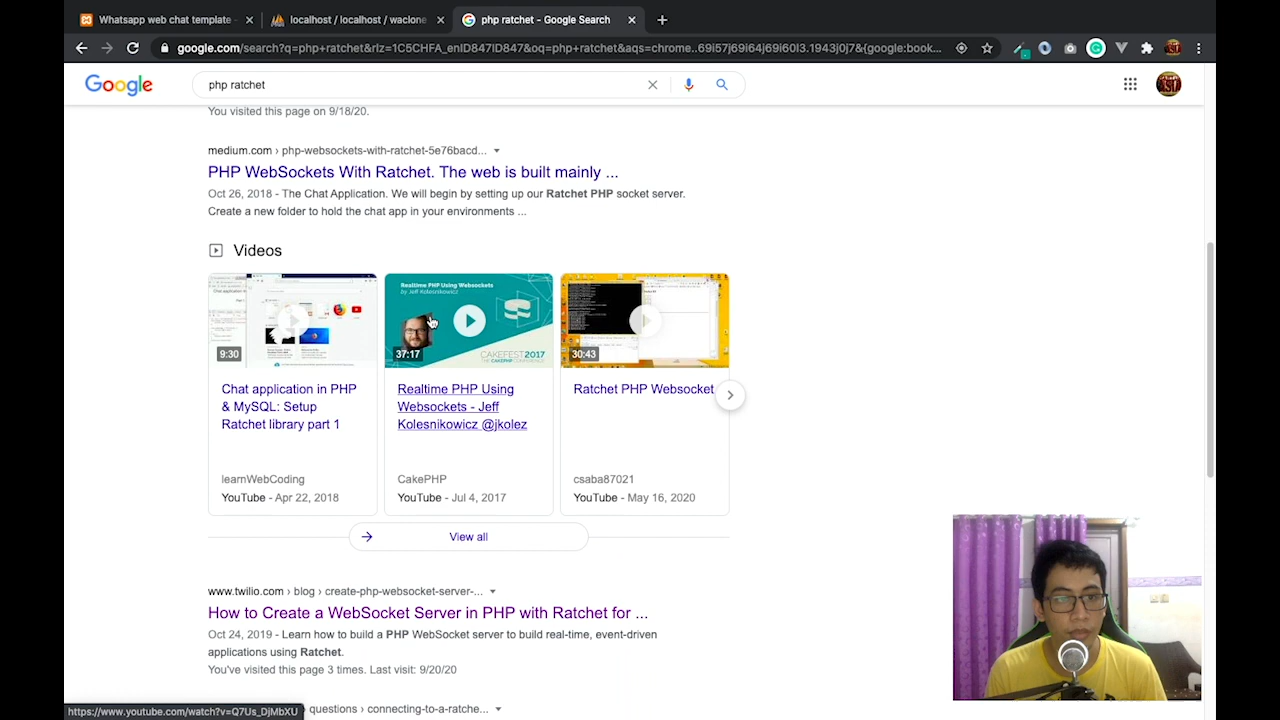 Whatsapp web chat template -
localhost / localhost / waclone
php ratchet - Google Search
google.com/search?q=php+ratchet&rlz=1C5CHFA_enID847ID847&oq=php+ratchet&aqs=chrome..69i57j69i64j69i60l3.1943j0j7&{google:book...
Google
php ratchet
You visited this page on 9/18/20.
medium.com › php-websockets-with-ratchet-5e76bacd...
PHP WebSockets With Ratchet. The web is built mainly ...
Oct 26, 2018 - The Chat Application. We will begin by setting up our Ratchet PHP socket server.
Create a new folder to hold the chat app in your environments ...
Videos
9:30
Chat application in PHP
& MySQL: Setup
Ratchet library part 1
learnWebCoding
YouTube - Apr 22, 2018
Realtime PHP Using Websockets
by Jeff Kolesnikowicz
37:17
CAKEFEST2017
Realtime PHP Using
Websockets - Jeff
Kolesnikowicz @jkolez
CakePHP
YouTube - Jul 4, 2017
30:43
Ratchet PHP Websocket
csaba87021
YouTube - May 16, 2020
View all
www.twilio.com › blog › create-php-websocket-server-...
How to Create a WebSocket Server in PHP with Ratchet for ...
Oct 24, 2019 - Learn how to build a PHP WebSocket server to build real-time, event-driven
applications using Ratchet.
You've visited this page 3 times. Last visit: 9/20/20
https://www.youtube.com/watch?v=Q7Us_DjMbXU
questions › connecting-to-a-ratche...